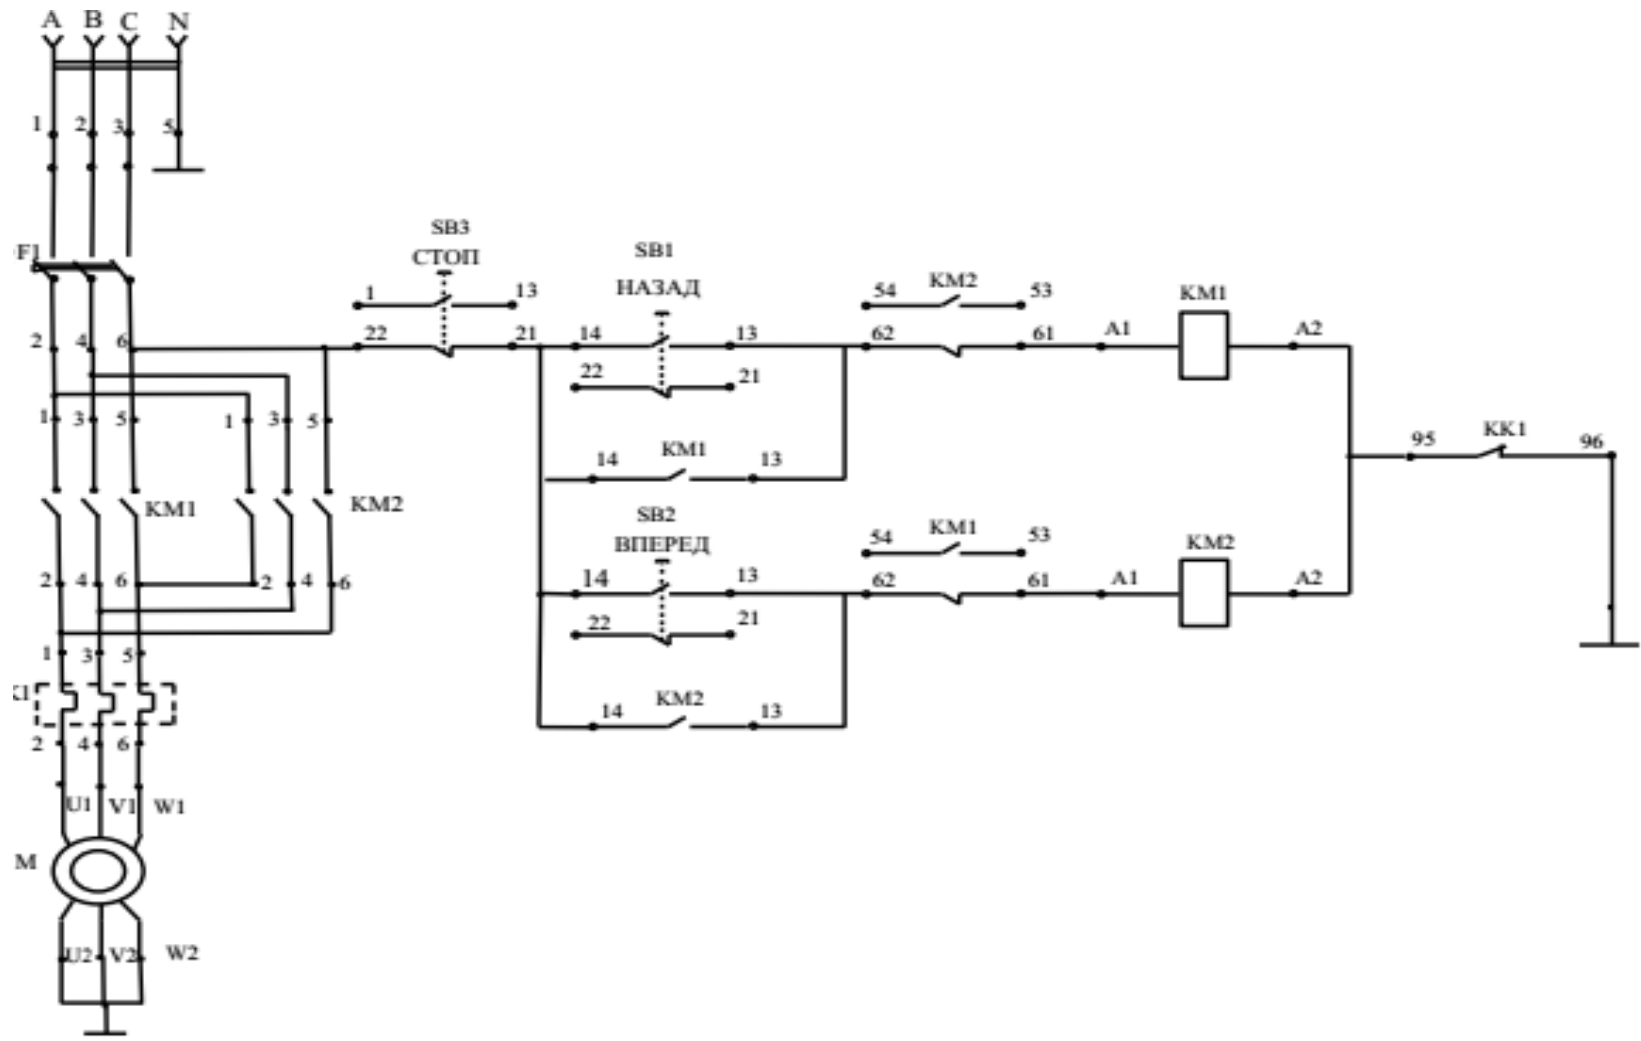 A B C N
1 2 3 5
F1
SB3
СТОП
SB1
НАЗАД
1 13
54 KM2 53
KM1
2 4 6
22 21 14 13 62 61 A1 A2
22 21
1 3 5 1 3 5
95 KK1 96
14 KM1 13
KM1 KM2
SB2
ВПЕРЕД
54 KM1 53
KM2
2 4 6 2 4 6
14 13 62 61 A1 A2
22 21
1 3 5
K1
14 KM2 13
2 4 6
U1 V1 W1
M
U2 V2 W2